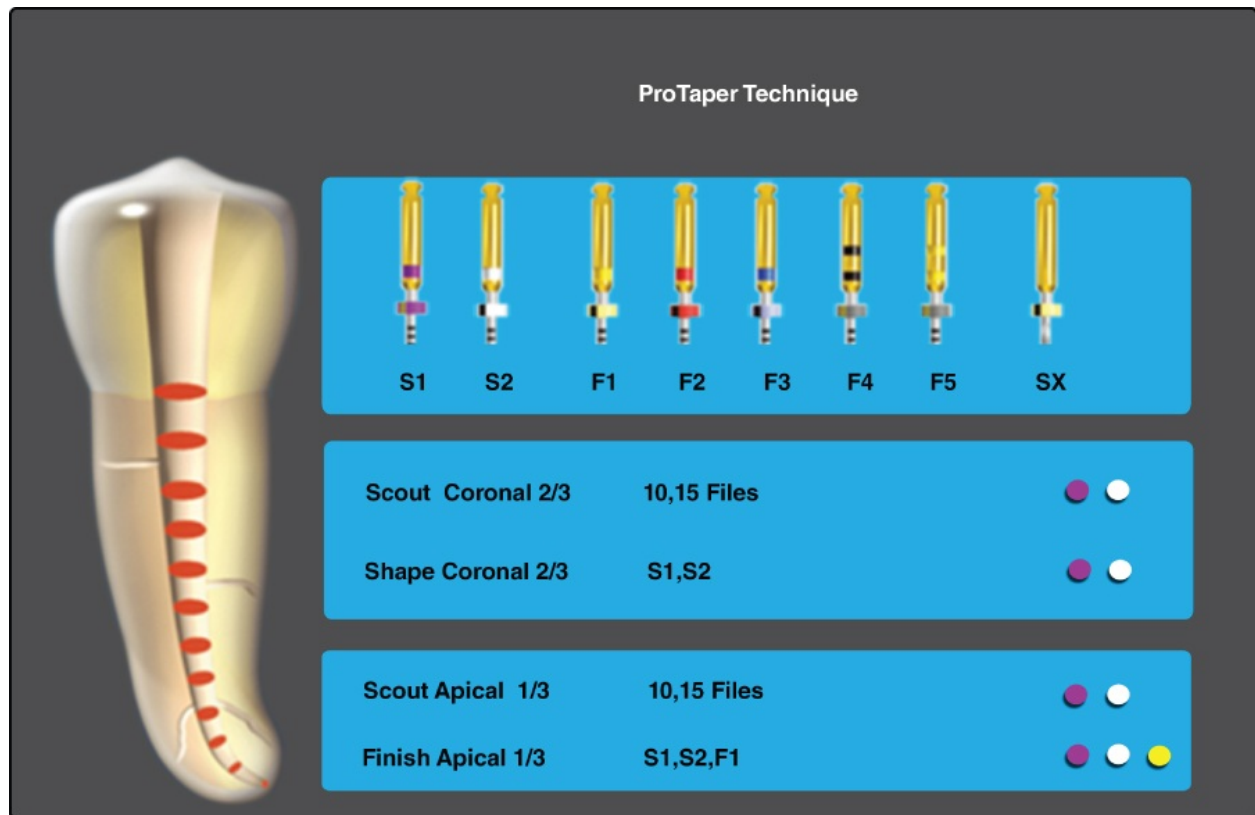 ProTaper Technique
S1 S2 F1 F2 F3 F4 F5 SX
Scout Coronal 2/3 10,15 Files
Shape Coronal 2/3 S1,S2
Scout Apical 1/3 10,15 Files
Finish Apical 1/3 S1,S2,F1